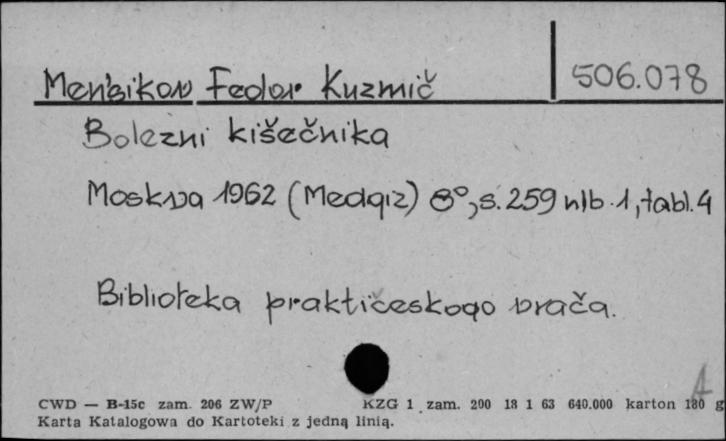 Men'šikov Fedor Kuzmič 506.078
Bolezni kišečnika
Moskva 1962 (Medgiz) 8°, s. 259 nlb. 1, tabl. 4
Biblioteka praktičeskogo vrača.
A
CWD — B-15c zam. 206 ZW/P KZG 1 zam. 200 18 1 63 640.000 karton 180 g
Karta Katalogowa do Kartoteki z jedną linią.